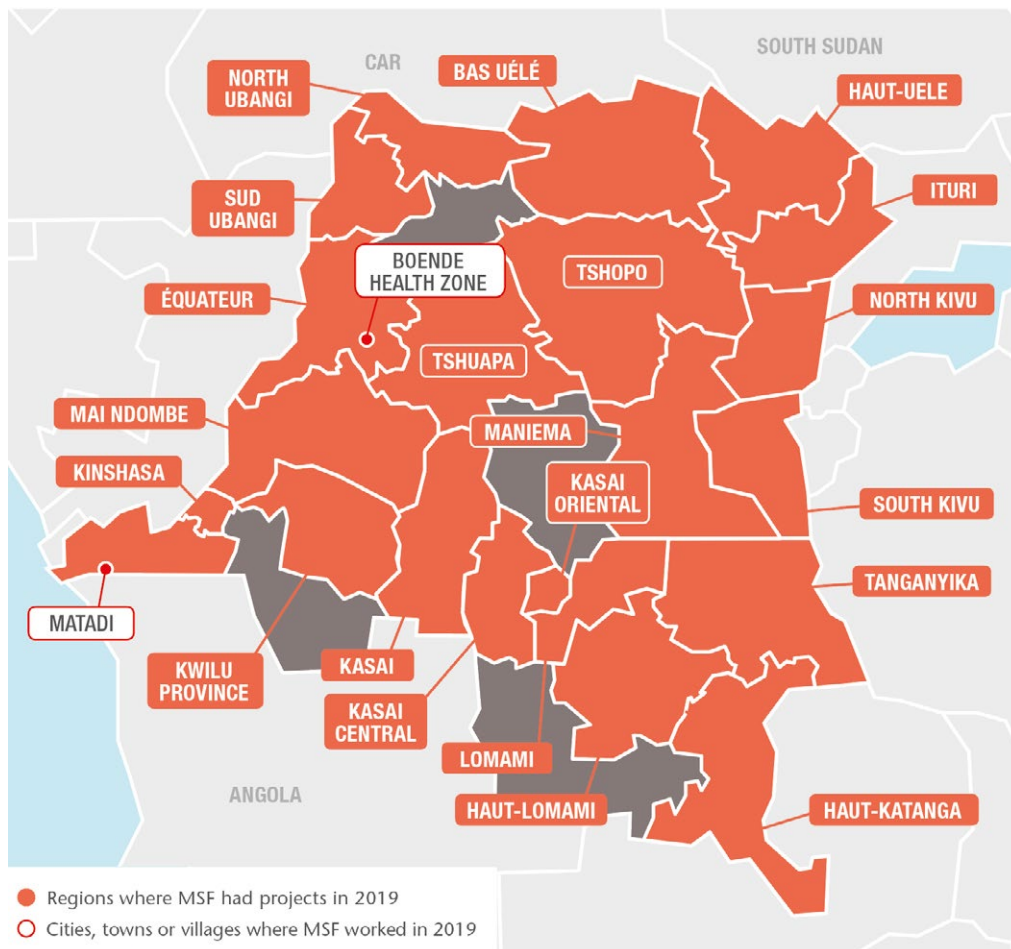 CAR
SOUTH SUDAN
NORTH
UBANGI
BAS UÉLÉ
HAUT-UELE
SUD
UBANGI
ITURI
BOENDE
HEALTH ZONE
TSHOPO
ÉQUATEUR
NORTH KIVU
TSHUAPA
MAI NDOMBE
MANIEMA
KINSHASA
KASAI
ORIENTAL
SOUTH KIVU
TANGANYIKA
MATADI
KWILU
PROVINCE
KASAI
KASAI
CENTRAL
LOMAMI
ANGOLA
HAUT-LOMAMI
HAUT-KATANGA
Regions where MSF had projects in 2019
Cities, towns or villages where MSF worked in 2019